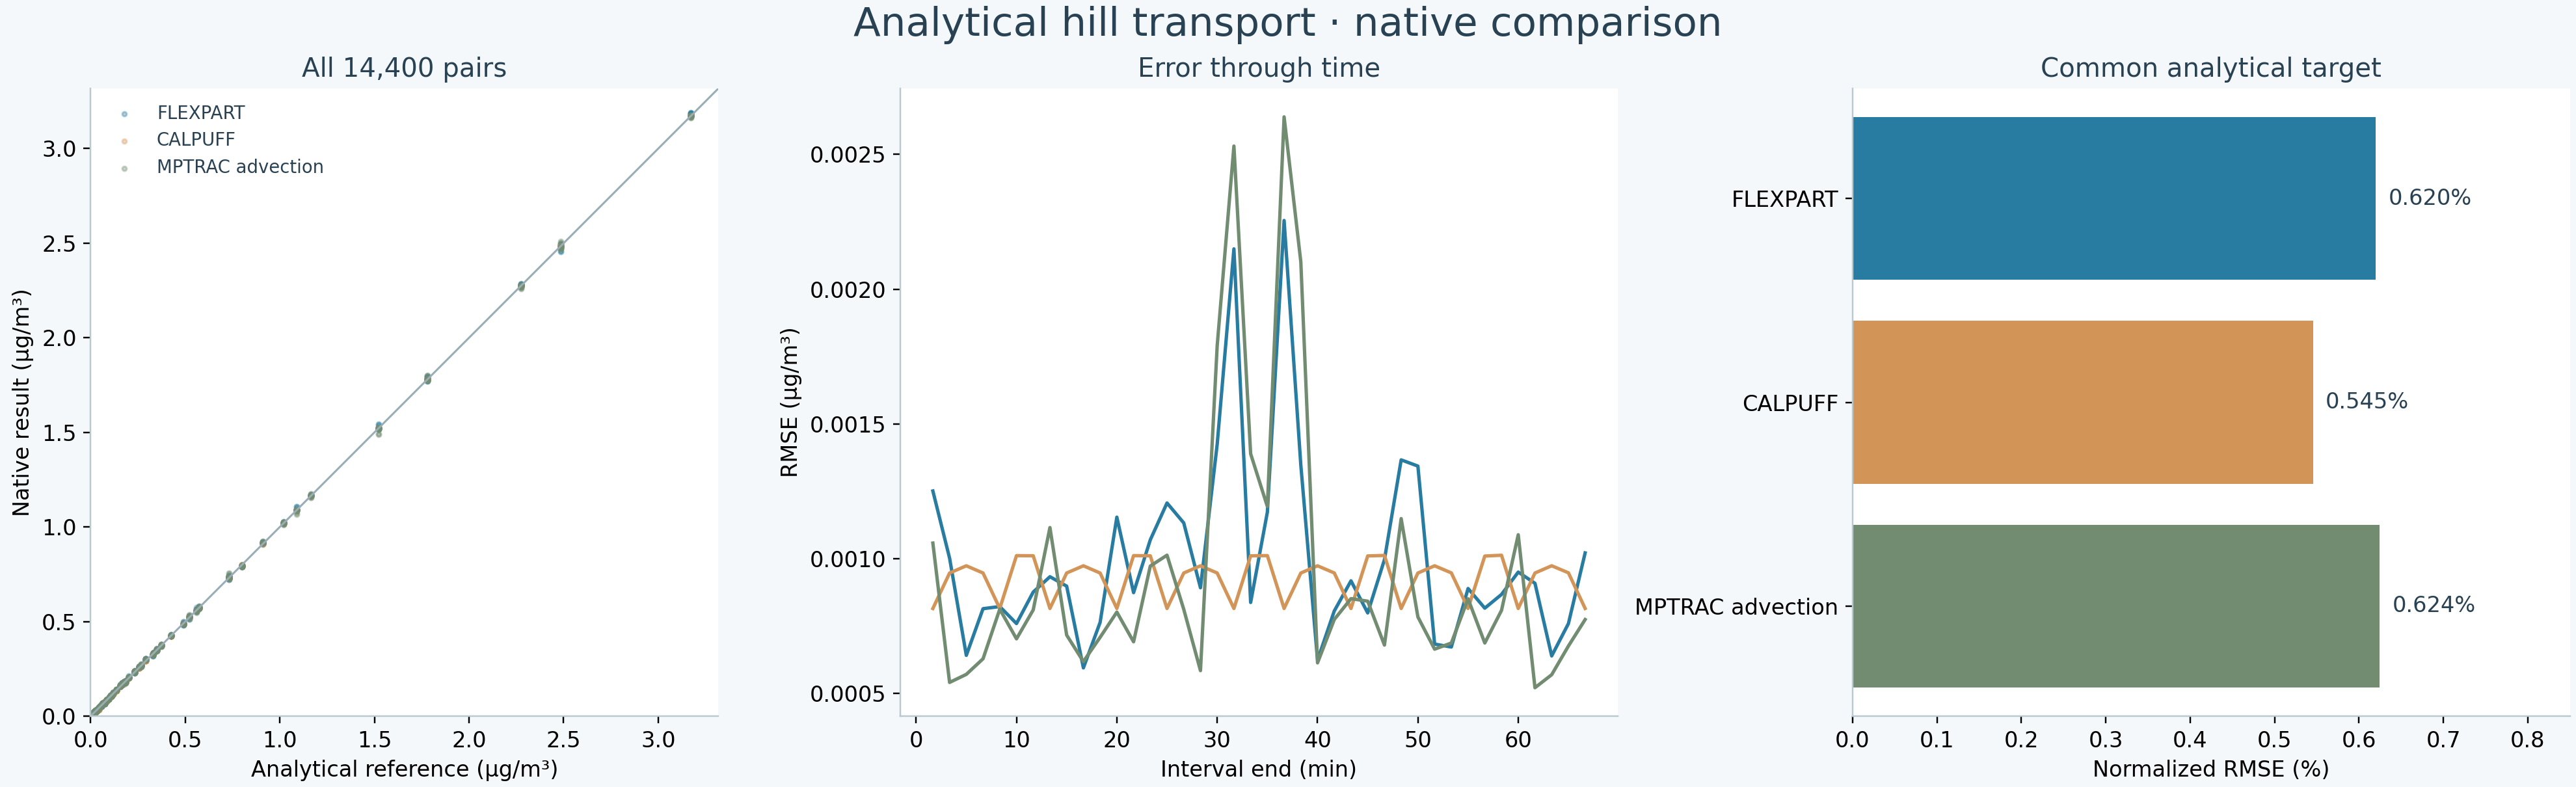 Analytical hill transport · native comparison
All 14,400 pairs
FLEXPART
CALPUFF
MPTRAC advection
3.0
2.5
2.0
1.5
1.0
0.5
0.0
Native result (µg/m³)
0.0 0.5 1.0 1.5 2.0 2.5 3.0
Analytical reference (µg/m³)
Error through time
0.0025
0.0020
0.0015
0.0010
0.0005
RMSE (µg/m³)
0 10 20 30 40 50 60
Interval end (min)
Common analytical target
FLEXPART 0.620%
CALPUFF 0.545%
MPTRAC advection 0.624%
0.0 0.1 0.2 0.3 0.4 0.5 0.6 0.7 0.8
Normalized RMSE (%)